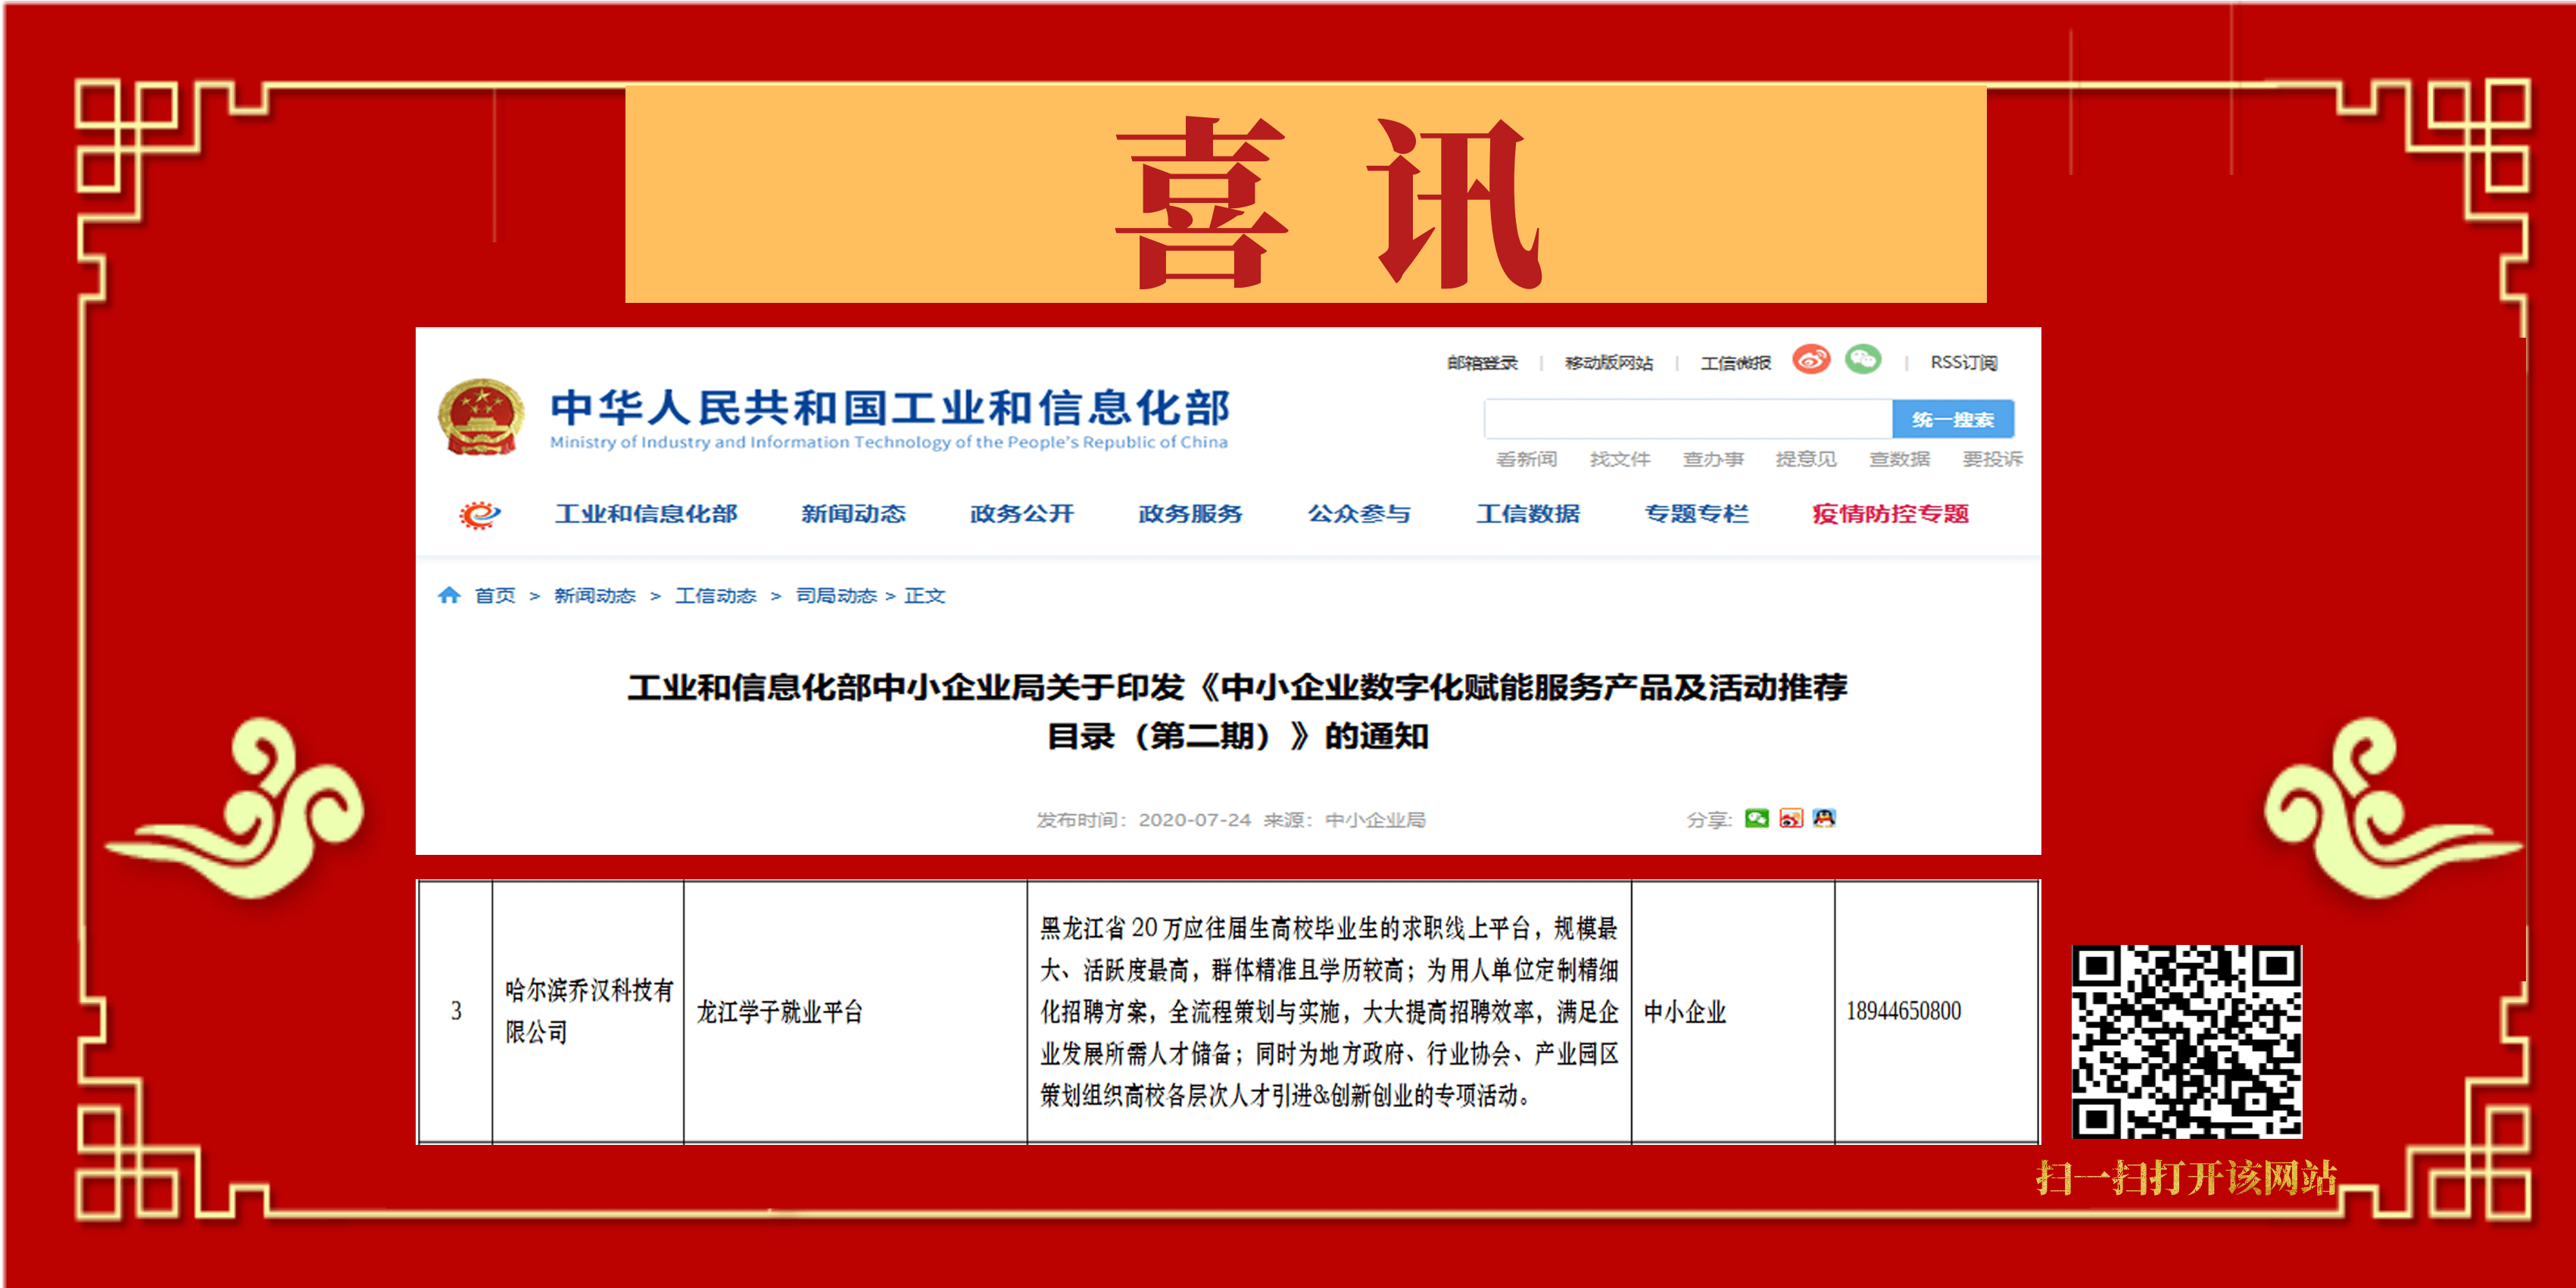 喜讯
邮箱登录 | 移动版网站 | 工信微报 | RSS订阅
中华人民共和国工业和信息化部
Ministry of Industry and Information Technology of the People's Republic of China
统一搜索
看新闻 找文件 查办事 提意见 查数据 要投诉
工业和信息化部 新闻动态 政务公开 政务服务 公众参与 工信数据 专题专栏 疫情防控专题
首页 > 新闻动态 > 工信动态 > 司局动态 > 正文
工业和信息化部中小企业局关于印发《中小企业数字化赋能服务产品及活动推荐
目录（第二期）》的通知
发布时间：2020-07-24 来源：中小企业局 分享:
3
哈尔滨乔汉科技有
限公司
龙江学子就业平台
黑龙江省20万应往届生高校毕业生的求职线上平台，规模最
大、活跃度最高，群体精准且学历较高；为用人单位定制精细
化招聘方案，全流程策划与实施，大大提高招聘效率，满足企
业发展所需人才储备；同时为地方政府、行业协会、产业园区
策划组织高校各层次人才引进&创新创业的专项活动。
中小企业
18944650800
扫一扫打开该网站